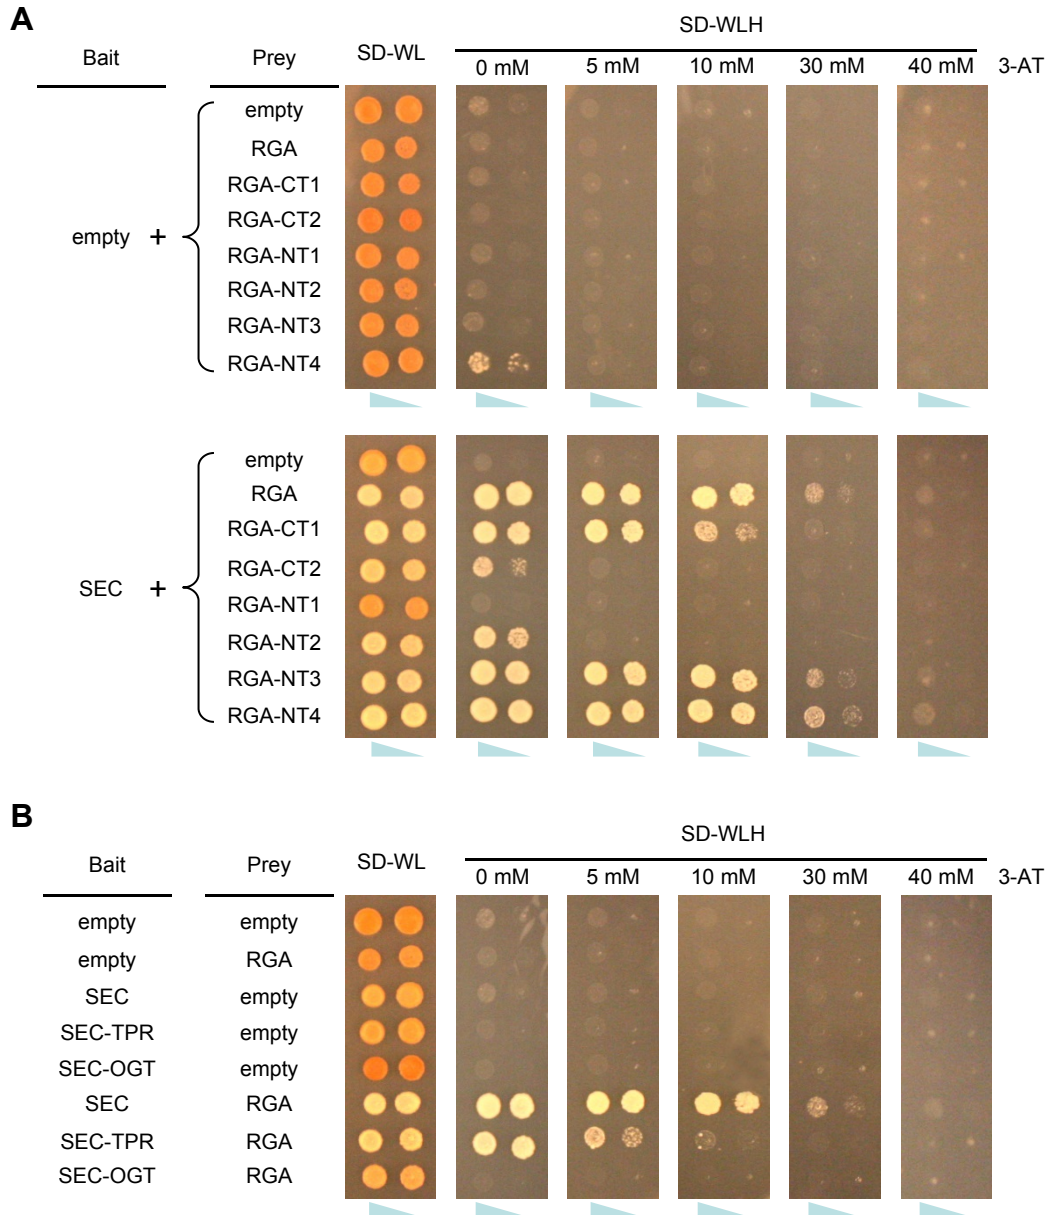 A
SD-WLH
Bait Prey SD-WL 0 mM 5 mM 10 mM 30 mM 40 mM 3-AT
empty
RGA
RGA-CT1
RGA-CT2
empty +
RGA-NT1
RGA-NT2
RGA-NT3
RGA-NT4
empty
RGA
RGA-CT1
RGA-CT2
SEC +
RGA-NT1
RGA-NT2
RGA-NT3
RGA-NT4
B
SD-WLH
Bait Prey SD-WL 0 mM 5 mM 10 mM 30 mM 40 mM 3-AT
empty empty
empty RGA
SEC empty
SEC-TPR empty
SEC-OGT empty
SEC RGA
SEC-TPR RGA
SEC-OGT RGA